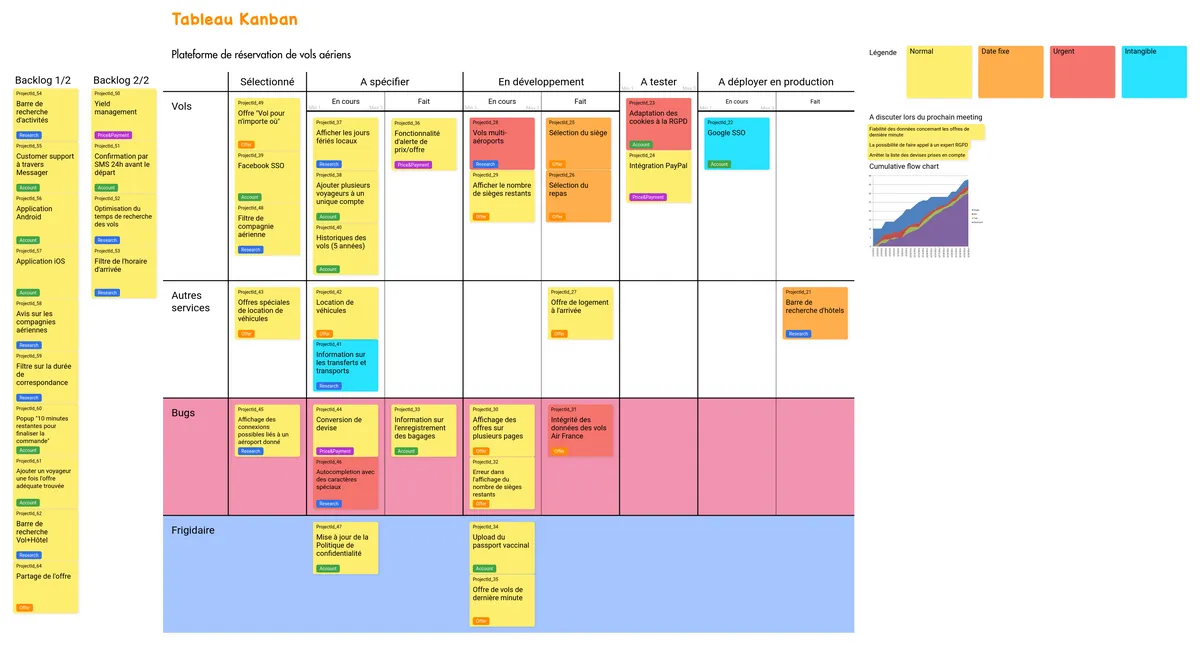 Tableau Kanban
Plateforme de réservation de vols aériens
Légende
Normal
Date fixe
Urgent
Intangible
Backlog 1/2
ProjectId_54
Barre de
recherche
d'activités
Research
ProjectId_55
Customer support
à travers
Messager
Account
ProjectId_56
Application
Android
Account
ProjectId_57
Application iOS
Account
ProjectId_58
Avis sur les
compagnies
aériennes
Research
ProjectId_59
Filtre sur la durée
de
correspondance
Research
ProjectId_60
Popup "10 minutes
restantes pour
finaliser la
commande"
Account
ProjectId_61
Ajouter un voyageur
une fois l'offre
adéquate trouvée
Account
ProjectId_62
Barre de
recherche
Vol+Hôtel
Research
ProjectId_64
Partage de l'offre
Offer
Backlog 2/2
ProjectId_50
Yield
management
Price&Payment
ProjectId_51
Confirmation par
SMS 24h avant le
départ
Account
ProjectId_52
Optimisation du
temps de recherche
des vols
Research
ProjectId_53
Filtre de l'horaire
d'arrivée
Research
Sélectionné
A spécifier
En développement
A tester
A déployer en production
En cours
Fait
En cours
Fait
En cours
Fait
Vols
ProjectId_49
Offre "Vol pour
n'importe où"
Offer
ProjectId_39
Facebook SSO
Account
ProjectId_48
Filtre de
compagnie
aérienne
Research
ProjectId_37
Afficher les jours
fériés locaux
Research
ProjectId_38
Ajouter plusieurs
voyageurs à un
unique compte
Account
ProjectId_40
Historiques des
vols (5 années)
Account
ProjectId_36
Fonctionnalité
d'alerte de
prix/offre
Price&Payment
ProjectId_28
Vols multi-
aéroports
Research
ProjectId_29
Afficher le nombre
de sièges restants
Offer
ProjectId_25
Sélection du siège
Offer
ProjectId_26
Sélection du
repas
Offer
ProjectId_23
Adaptation des
cookies à la RGPD
Account
ProjectId_24
Intégration PayPal
Price&Payment
ProjectId_22
Google SSO
Account
Autres
services
ProjectId_43
Offres spéciales
de location de
véhicules
Offer
ProjectId_42
Location de
véhicules
Offer
ProjectId_41
Information sur
les transferts et
transports
Research
ProjectId_27
Offre de logement
à l'arrivée
Offer
ProjectId_21
Barre de
recherche d'hôtels
Research
Bugs
ProjectId_45
Affichage des
connexions
possibles liés à un
aéroport donné
Research
ProjectId_44
Conversion de
devise
Price&Payment
ProjectId_46
Autocompletion avec
des caractères
spéciaux
Research
ProjectId_33
Information sur
l'enregistrement
des bagages
Account
ProjectId_30
Affichage des
offres sur
plusieurs pages
Offer
ProjectId_32
Erreur dans
l'affichage du
nombre de sièges
restants
Offer
ProjectId_31
Intégrité des
données des vols
Air France
Offer
Frigidaire
ProjectId_47
Mise à jour de la
Politique de
confidentialité
Account
ProjectId_34
Upload du
passport vaccinal
Account
ProjectId_35
Offre de vols de
dernière minute
Offer
A discuter lors du prochain meeting
Fiabilité des données concernant les offres de
dernière minute
La possibilité de faire appel à un expert RGPD
Arrêter la liste des devises prises en compte
Cumulative flow chart